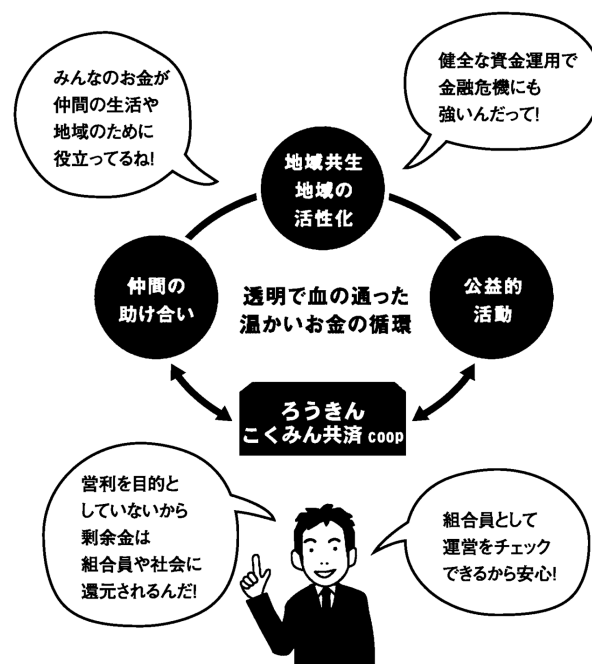 みんなのお金が
仲間の生活や
地域のために
役立ってるね!
健全な資金運用で
金融危機にも
強いんだって!
地域共生
地域の
活性化
仲間の
助け合い
透明で血の通った
温かいお金の循環
公益的
活動
ろうきん
こくみん共済 coop
営利を目的と
していないから
剰余金は
組合員や社会に
還元されるんだ!
組合員として
運営をチェック
できるから安心!